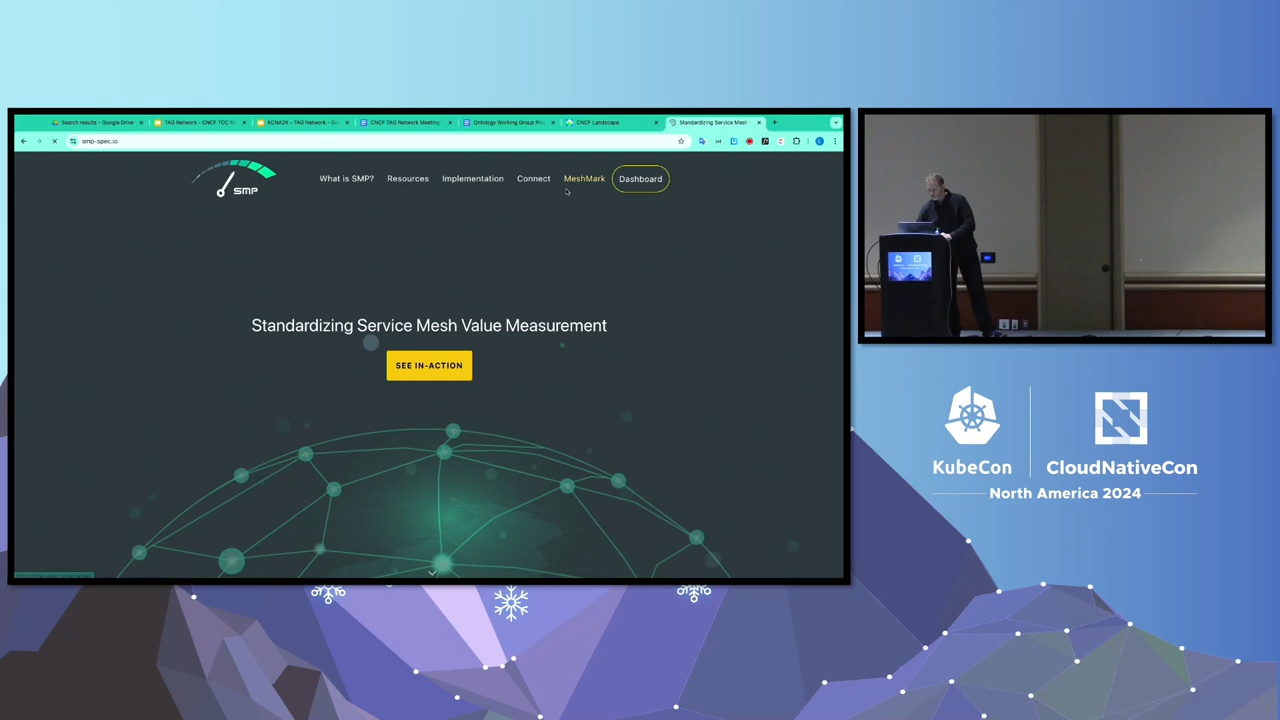 Search results - Google Drive
TAG Network - CNCF TOC M
KCNA24 - TAG Network - G
CNCF TAG Network Meeting
Ontology Working Group Pro
CNCF Landscape
Standardizing Service Mesh
smp-spec.io
SMP
What is SMP?
Resources
Implementation
Connect
MeshMark
Dashboard
Standardizing Service Mesh Value Measurement
SEE IN-ACTION
KubeCon
CloudNativeCon
North America 2024